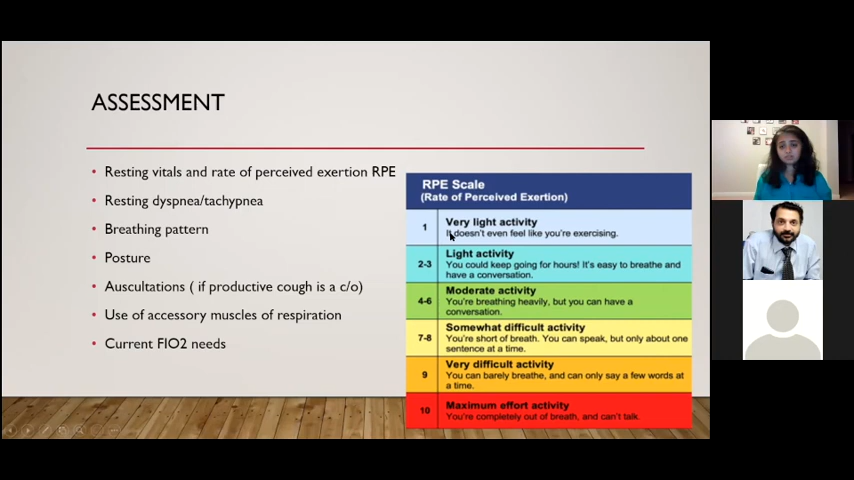 ASSESSMENT
• Resting vitals and rate of perceived exertion RPE
• Resting dyspnea/tachypnea
• Breathing pattern
• Posture
• Auscultations ( if productive cough is a c/o)
• Use of accessory muscles of respiration
• Current FIO2 needs
RPE Scale
(Rate of Perceived Exertion)
1
Very light activity
It doesn't even feel like you're exercising.
2-3
Light activity
You could keep going for hours! It's easy to breathe and
have a conversation.
4-6
Moderate activity
You're breathing heavily, but you can have a
conversation.
7-8
Somewhat difficult activity
You're short of breath. You can speak, but only about one
sentence at a time.
9
Very difficult activity
You can barely breathe, and can only say a few words at
a time.
10
Maximum effort activity
You're completely out of breath, and can't talk.